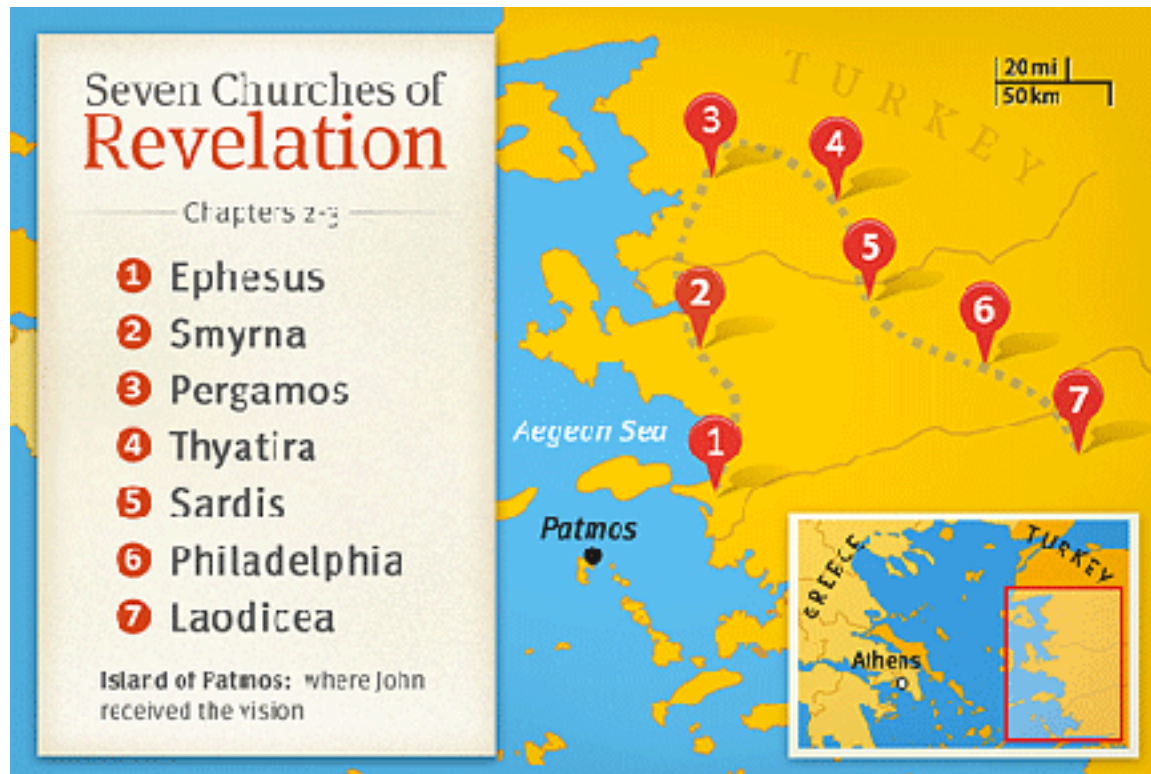 Seven Churches of
Revelation
Chapters 2-3
1 Ephesus
2 Smyrna
3 Pergamos
4 Thyatira
5 Sardis
6 Philadelphia
7 Laodicea
Island of Patmos: where John
received the vision
TURKEY
20 mi
50 km
3
4
5
2
6
7
1
Aegean Sea
Patmos
GREECE
TURKEY
Athens